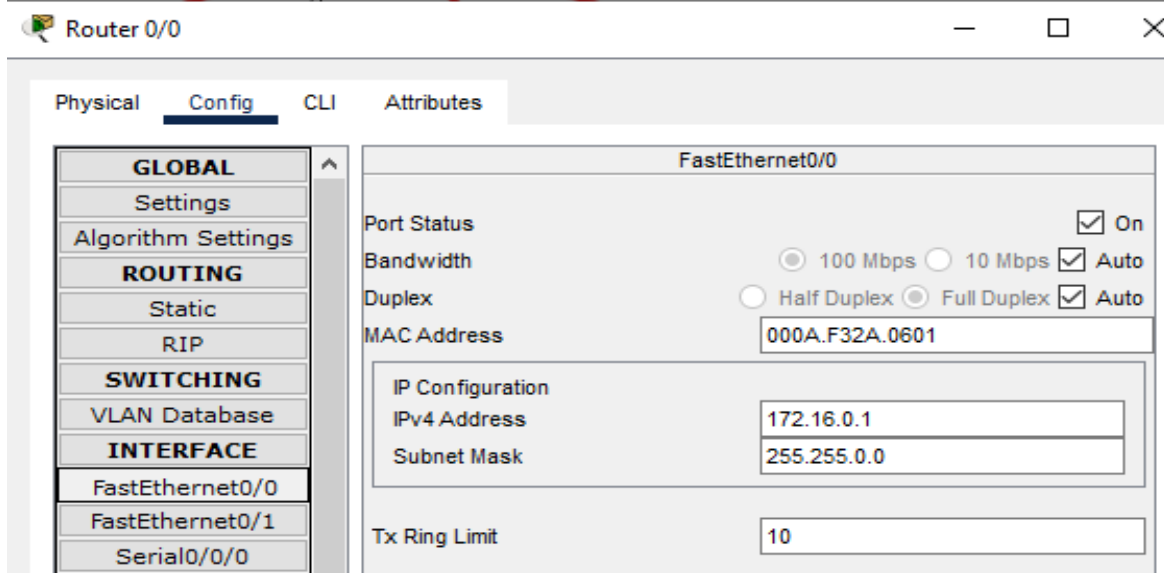 Router 0/0
Physical Config CLI Attributes
GLOBAL
Settings
Algorithm Settings
ROUTING
Static
RIP
SWITCHING
VLAN Database
INTERFACE
FastEthernet0/0
FastEthernet0/1
Serial0/0/0
FastEthernet0/0
Port Status On
Bandwidth 100 Mbps 10 Mbps Auto
Duplex Half Duplex Full Duplex Auto
MAC Address 000A.F32A.0601
IP Configuration
IPv4 Address 172.16.0.1
Subnet Mask 255.255.0.0
Tx Ring Limit 10